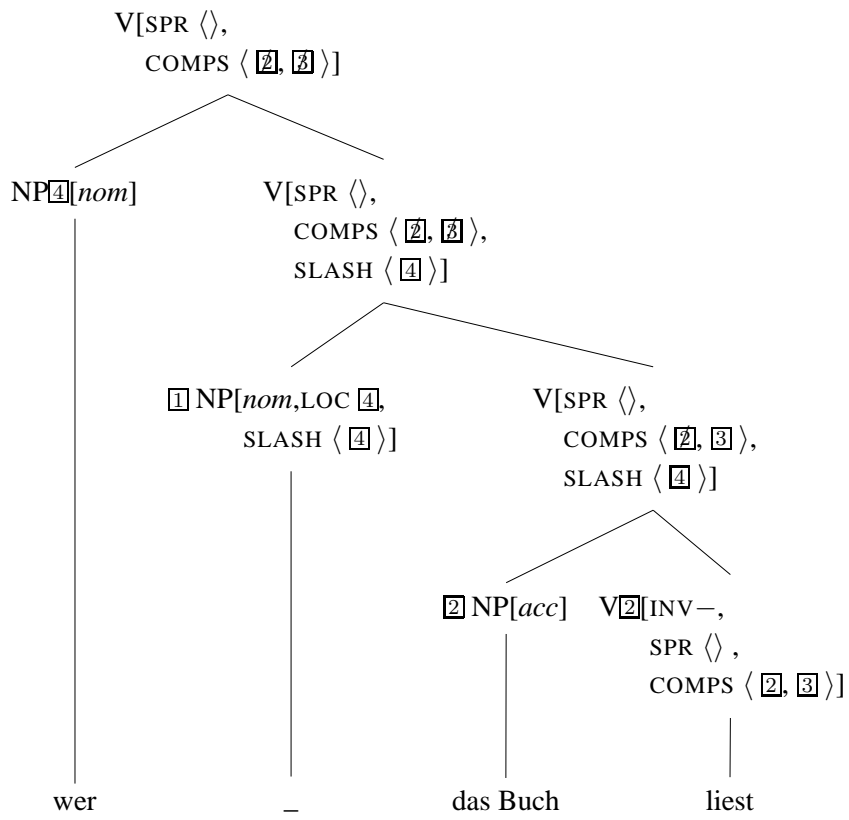 V[SPR ⟨⟩,
COMPS ⟨ 2̸, 3̸ ⟩]
NP4[nom] V[SPR ⟨⟩,
COMPS ⟨ 2̸, 3̸ ⟩,
SLASH ⟨ 4 ⟩]
1 NP[nom,LOC 4, V[SPR ⟨⟩,
SLASH ⟨ 4 ⟩] COMPS ⟨ 2̸, 3 ⟩,
SLASH ⟨ 4 ⟩]
2 NP[acc] V2[INV−,
SPR ⟨⟩ ,
COMPS ⟨ 2, 3 ⟩]
wer _ das Buch liest